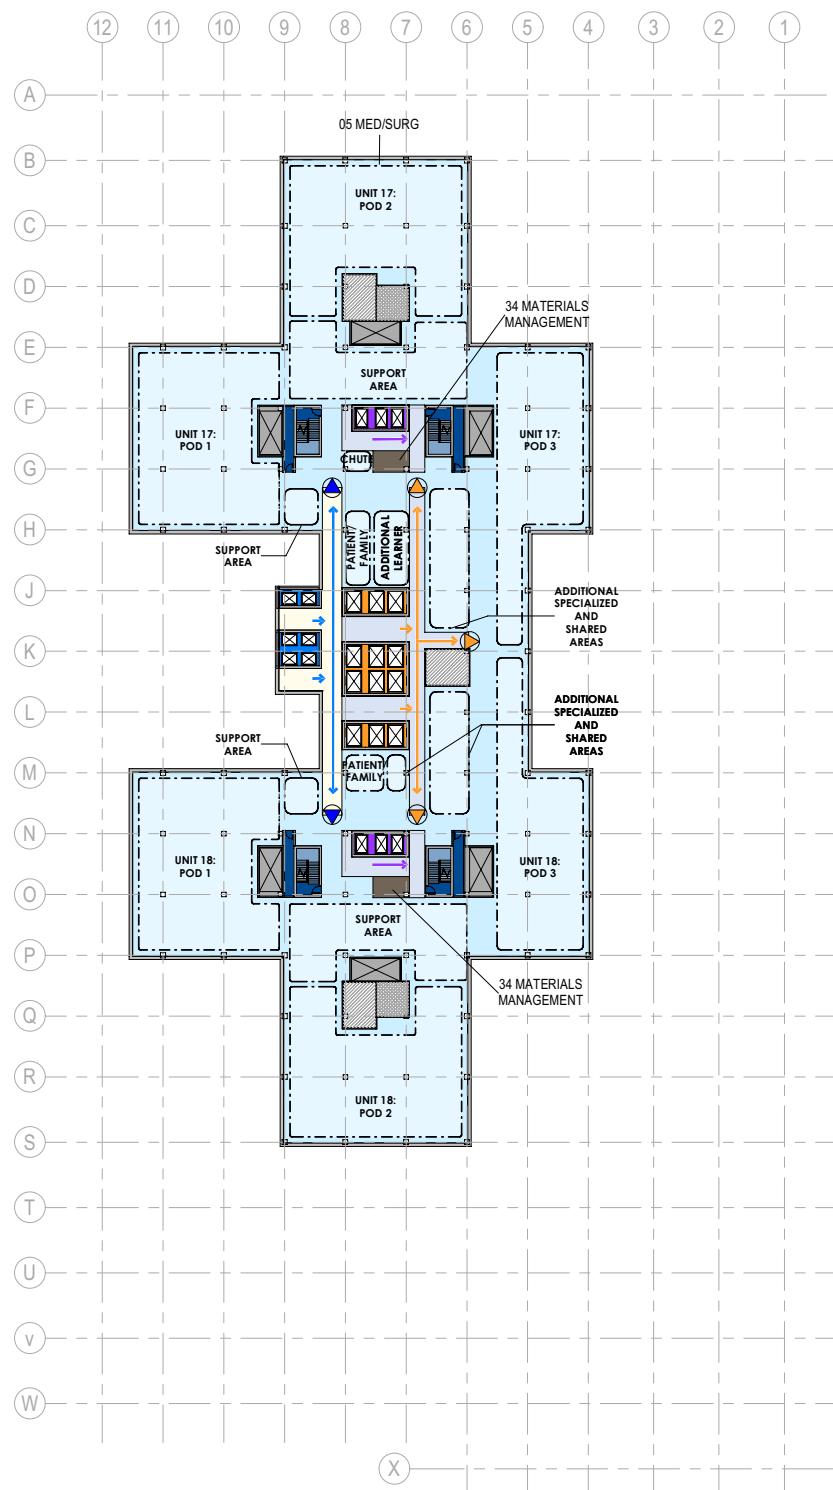 12 11 10 9 8 7 6 5 4 3 2 1
A
05 MED/SURG
B
UNIT 17:
POD 2
C
D
34 MATERIALS
MANAGEMENT
E
SUPPORT
AREA
F
UNIT 17:
POD 1
UNIT 17:
POD 3
CHUTE
G
PATIENT/
FAMILY
ADDITIONAL
LEARNER
H
SUPPORT
AREA
J
ADDITIONAL
SPECIALIZED
AND
SHARED
AREAS
K
L
ADDITIONAL
SPECIALIZED
AND
SHARED
AREAS
SUPPORT
AREA
M
PATIENT/
FAMILY
N
UNIT 18:
POD 1
UNIT 18:
POD 3
O
SUPPORT
AREA
P
34 MATERIALS
MANAGEMENT
Q
R
UNIT 18:
POD 2
S
T
U
v
W
X